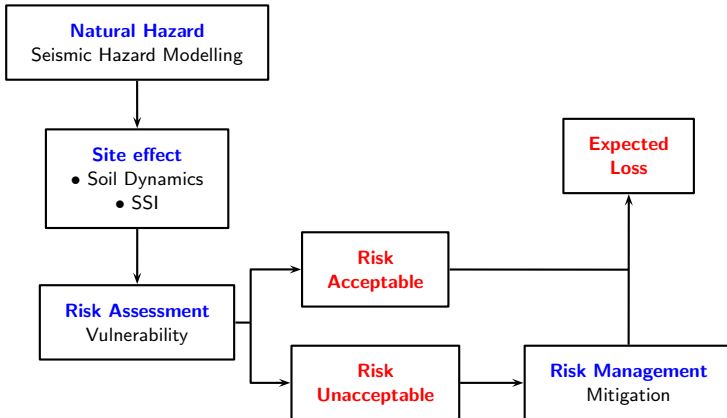 Natural Hazard
Seismic Hazard Modelling
Site effect
• Soil Dynamics
• SSI
Expected
Loss
Risk
Acceptable
Risk Assessment
Vulnerability
Risk
Unacceptable
Risk Management
Mitigation